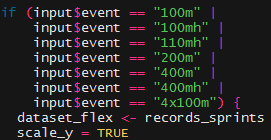 if (input$event == "100m" |
input$event == "100mh" |
input$event == "110mh" |
input$event == "200m" |
input$event == "400m" |
input$event == "400mh" |
input$event == "4x100m") {
dataset_flex <- records_sprints
scale_y = TRUE